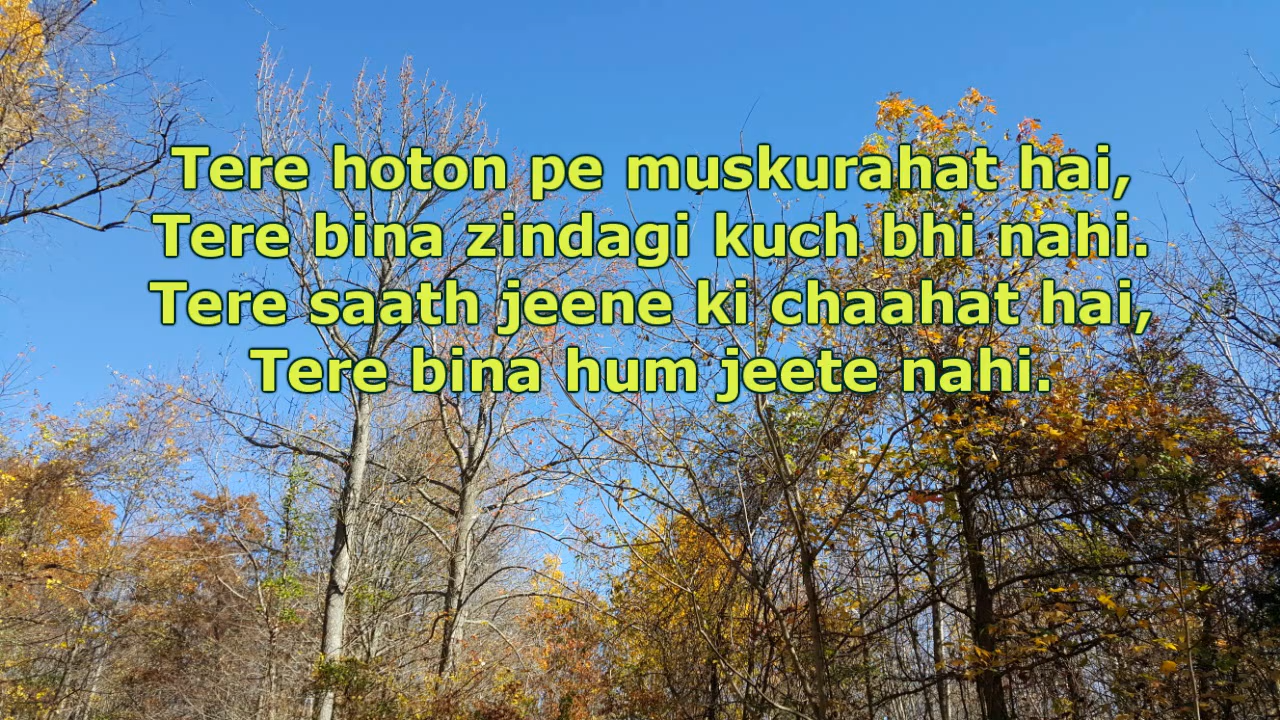 Tere hoton pe muskurahat hai,
Tere bina zindagi kuch bhi nahi.
Tere saath jeene ki chaahat hai,
Tere bina hum jeete nahi.